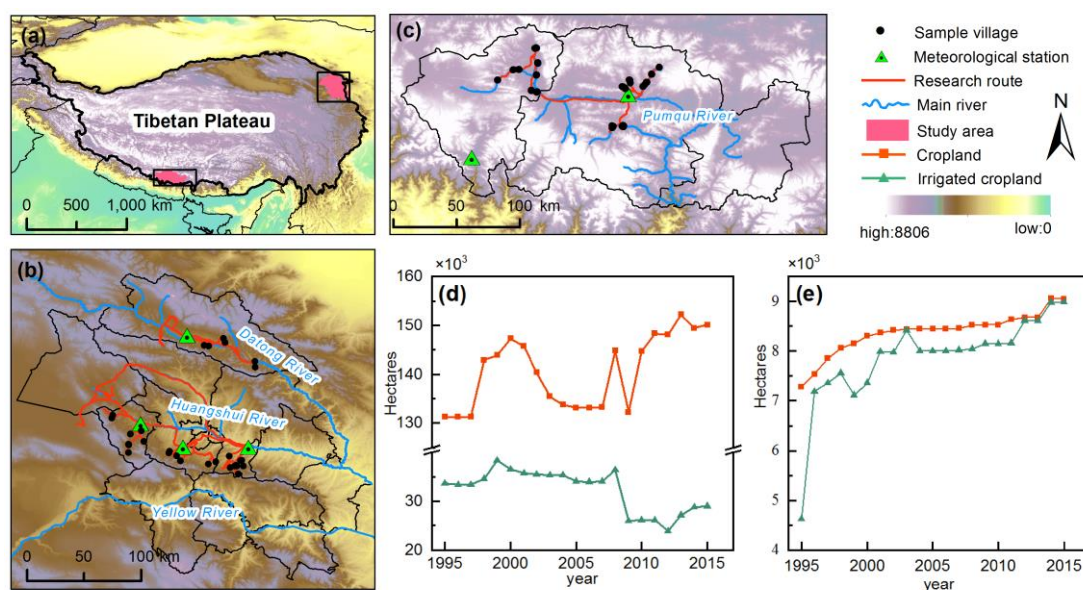 (a)
Tibetan Plateau
0 500 1,000 km
(c)
Pumqu River
0 50 100 km
Sample village
Meteorological station
Research route
Main river
Study area
Cropland
Irrigated cropland
N
high:8806 low:0
(b)
Datong River
Huangshui River
Yellow River
0 50 100 km
×10³
(d)
Hectares
160
150
140
130
40
30
20
1995 2000 2005 2010 2015
year
×10³
(e)
Hectares
9
8
7
6
5
4
1995 2000 2005 2010 2015
year